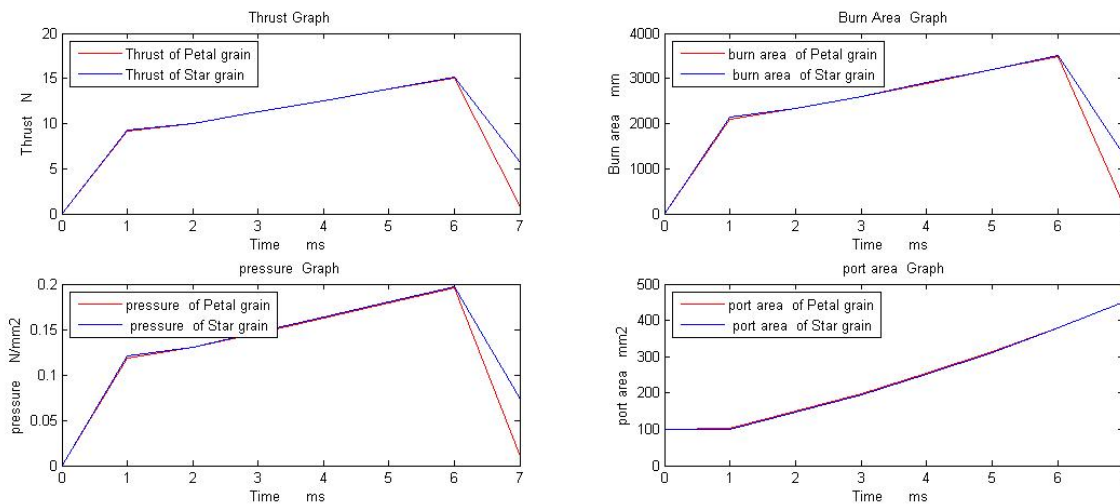 Thrust Graph
20
15
10
5
0
Thrust   N
Thrust of Petal grain
Thrust of Star grain
0 1 2 3 4 5 6 7
Time      ms
Burn Area  Graph
4000
3000
2000
1000
0
Burn area   mm
burn area  of Petal grain
burn area  of Star grain
0 1 2 3 4 5 6
Time      ms
pressure  Graph
0.2
0.15
0.1
0.05
0
pressure   N/mm2
pressure  of Petal grain
pressure  of Star grain
0 1 2 3 4 5 6 7
Time      ms
port area  Graph
500
400
300
200
100
0
port area   mm2
port area  of Petal grain
port area  of Star grain
0 1 2 3 4 5 6
Time      ms